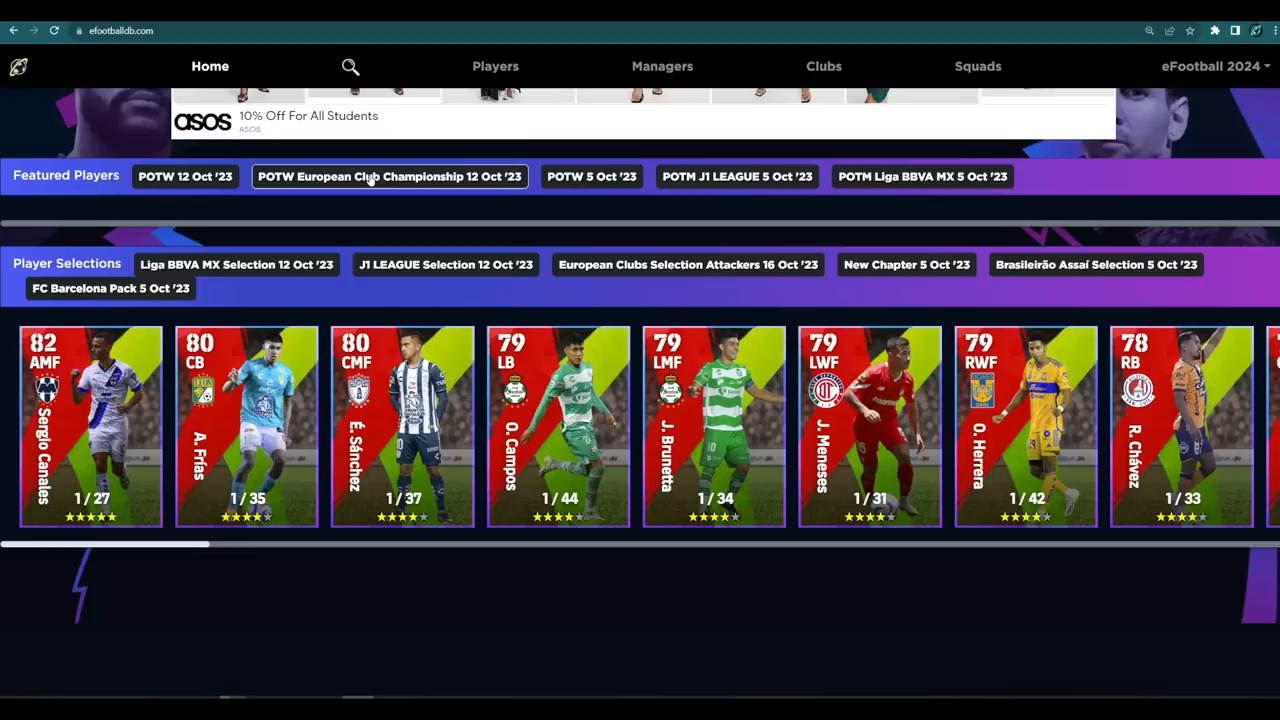 efootballdb.com
Home Players Managers Clubs Squads eFootball 2024
asos 10% Off For All Students
ASOS
Featured Players POTW 12 Oct '23 POTW European Club Championship 12 Oct '23 POTW 5 Oct '23 POTM J1 LEAGUE 5 Oct '23 POTM Liga BBVA MX 5 Oct '23
Player Selections Liga BBVA MX Selection 12 Oct '23 J1 LEAGUE Selection 12 Oct '23 European Clubs Selection Attackers 16 Oct '23 New Chapter 5 Oct '23 Brasileirão Assaí Selection 5 Oct '23
FC Barcelona Pack 5 Oct '23
82 80 80 79 79 79 79 78
AMF CB CMF LB LMF LWF RWF RB
Sergio Canales A. Frías É. Sánchez O. Campos J. Brunetta J. Meneses O. Herrera R. Chávez
1 / 27 1 / 35 1 / 37 1 / 44 1 / 34 1 / 31 1 / 42 1 / 33